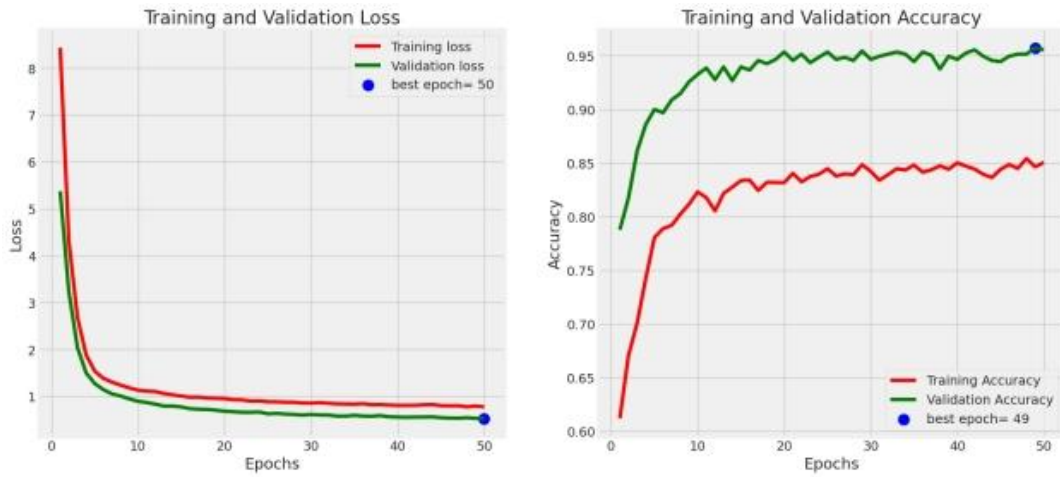 Training and Validation Loss
Training loss
Validation loss
best epoch= 50
8
7
6
5
4
3
2
1
Loss
0
10
20
30
40
50
Epochs
Training and Validation Accuracy
0.95
0.90
0.85
0.80
0.75
0.70
0.65
0.60
Accuracy
Training Accuracy
Validation Accuracy
best epoch= 49
0
10
20
30
40
50
Epochs